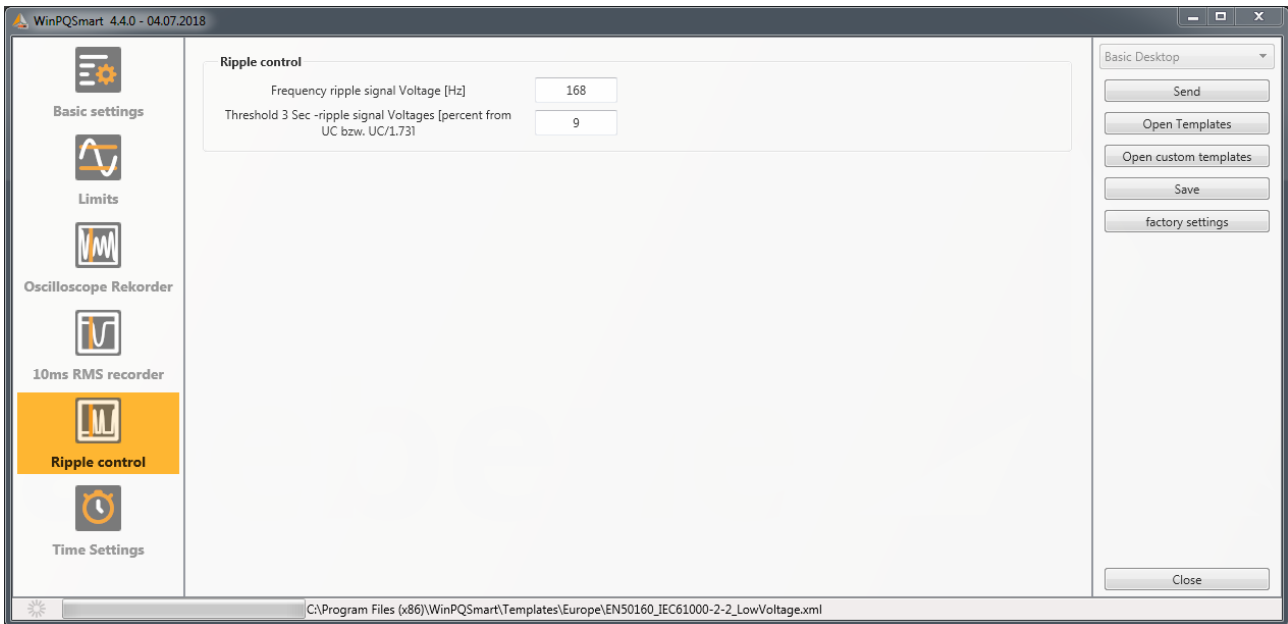 WinPQSmart 4.4.0 - 04.07.2018
Basic settings
Limits
Oscilloscope Rekorder
10ms RMS recorder
Ripple control
Time Settings
Ripple control
Frequency ripple signal Voltage [Hz]
168
Threshold 3 Sec -ripple signal Voltages [percent from
UC bzw. UC/1.73]
9
Basic Desktop
Send
Open Templates
Open custom templates
Save
factory settings
Close
C:\Program Files (x86)\WinPQSmart\Templates\Europe\EN50160_IEC61000-2-2_LowVoltage.xml